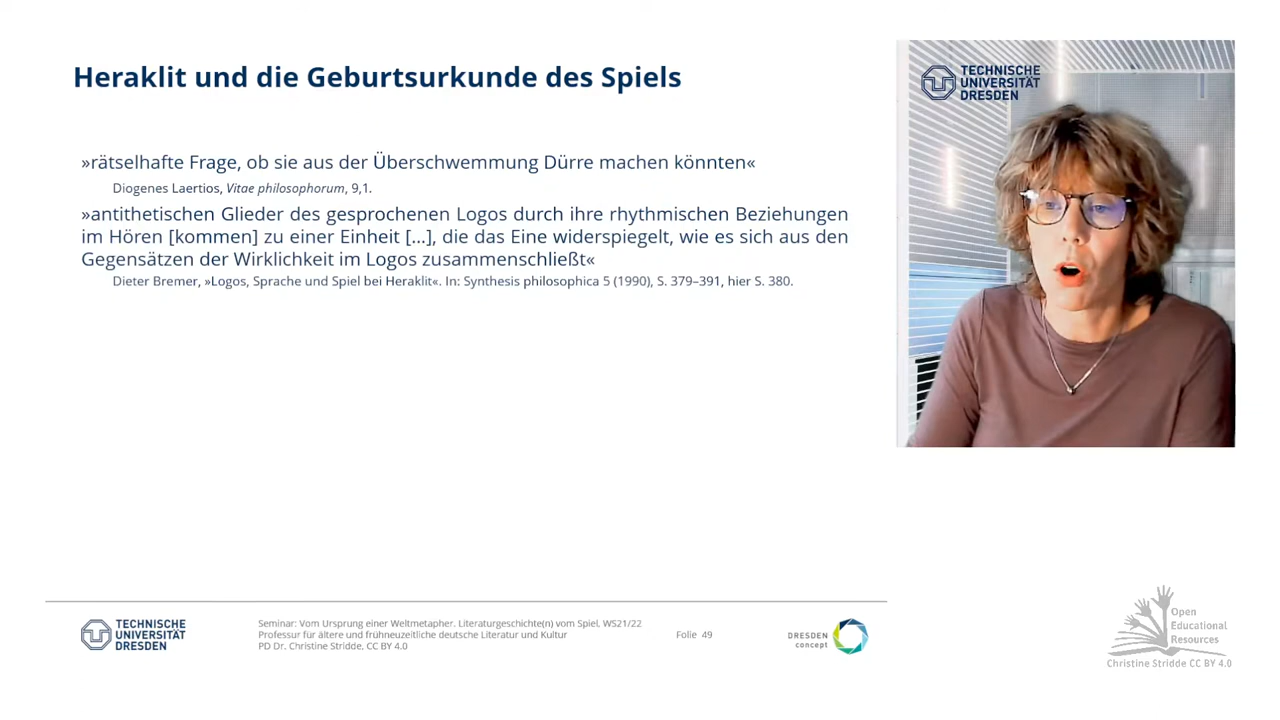 Heraklit und die Geburtsurkunde des Spiels
»rätselhafte Frage, ob sie aus der Überschwemmung Dürre machen könnten«
Diogenes Laertios, Vitae philosophorum, 9,1.
»antithetischen Glieder des gesprochenen Logos durch ihre rhythmischen Beziehungen
im Hören [kommen] zu einer Einheit [...], die das Eine widerspiegelt, wie es sich aus den
Gegensätzen der Wirklichkeit im Logos zusammenschließt«
Dieter Bremer, »Logos, Sprache und Spiel bei Heraklit«. In: Synthesis philosophica 5 (1990), S. 379–391, hier S. 380.
TECHNISCHE
UNIVERSITÄT
DRESDEN
TECHNISCHE
UNIVERSITÄT
DRESDEN
Seminar: Vom Ursprung einer Weltmetapher. Literaturgeschichte(n) vom Spiel. WS21/22
Professur für ältere und frühneuzeitliche deutsche Literatur und Kultur
PD Dr. Christine Stridde, CC BY 4.0
Folie 49
DRESDEN
concept
Open
Educational
Resources
Christine Stridde CC BY 4.0